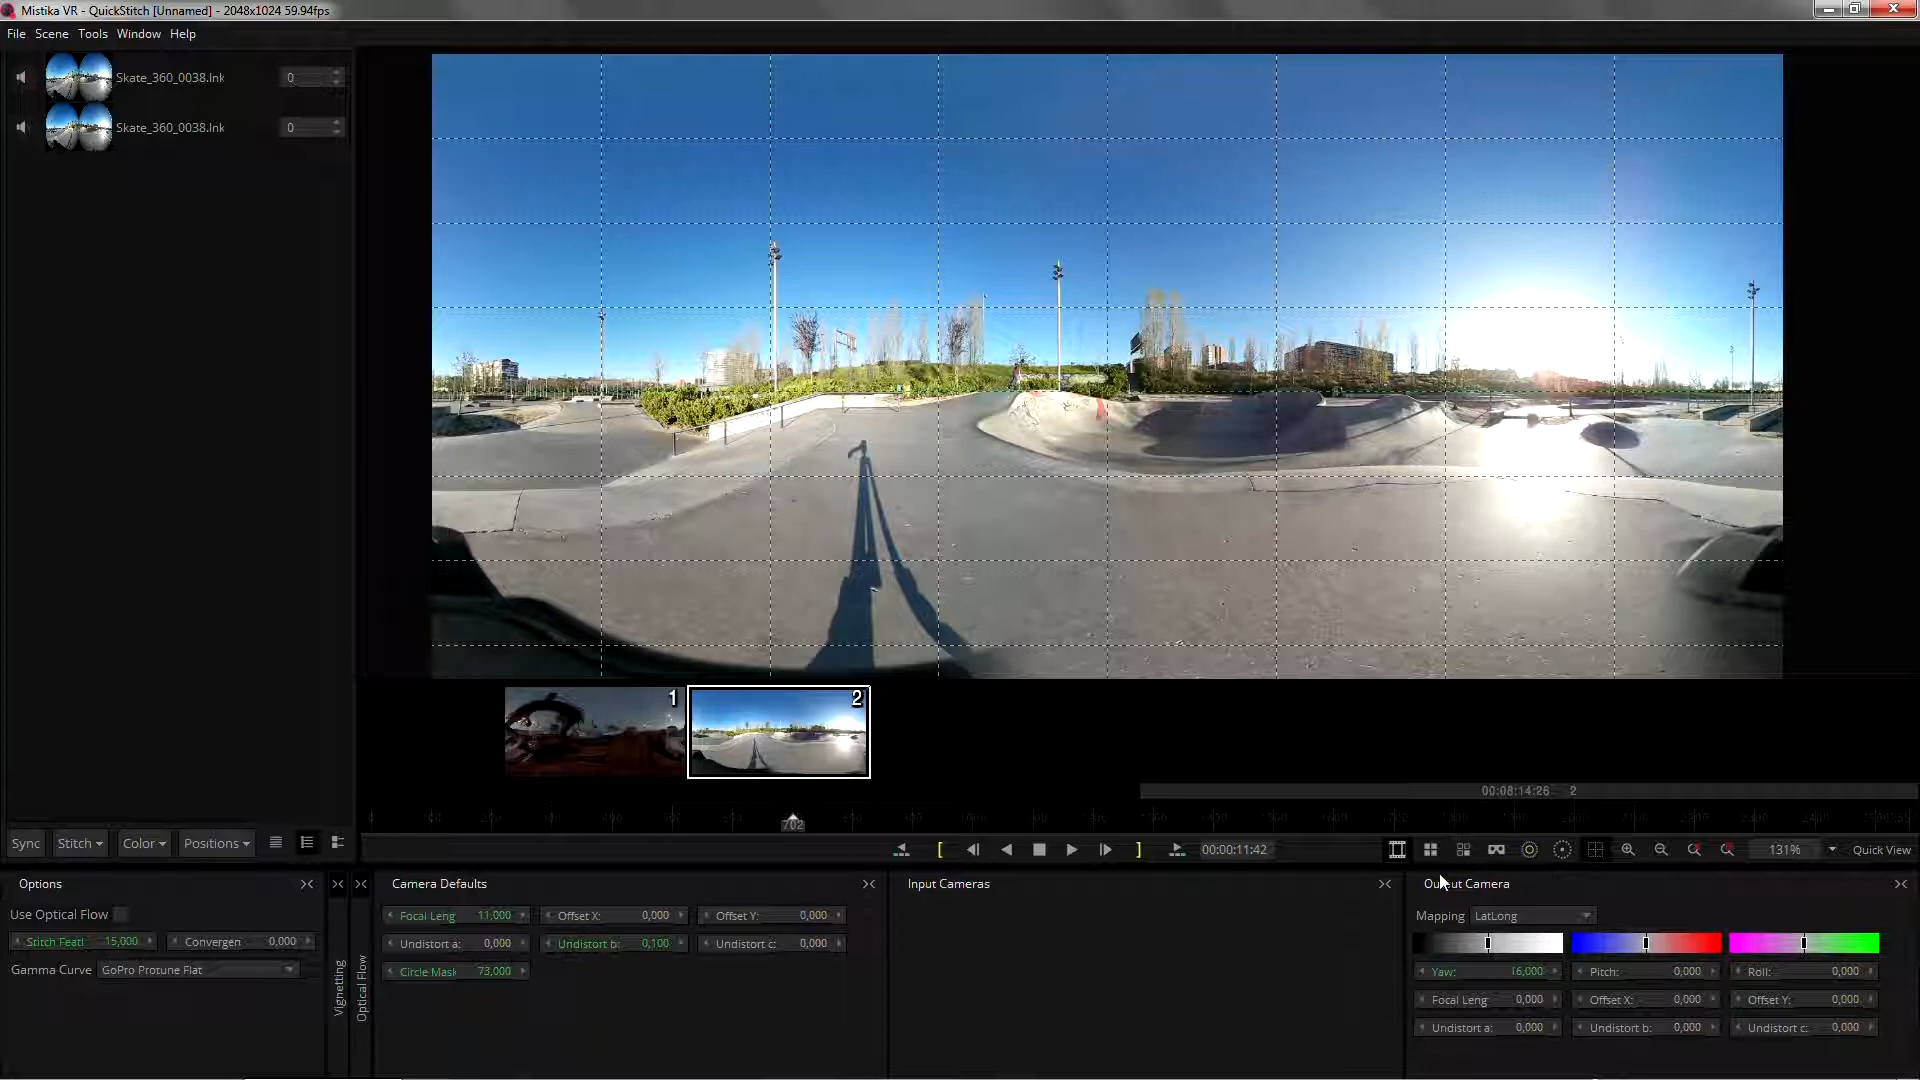 Mistika VR - QuickStitch [Unnamed] - 2048x1024 59.94fps
File Scene Tools Window Help
Skate_360_0038.lnk 0
Skate_360_0038.lnk 0
1 2
00:08:14:26 2
702
Sync Stitch Color Positions
00:00:11:42 131% Quick View
Options Camera Defaults Input Cameras Output Camera
Use Optical Flow
Mapping LatLong
Focal Leng 11,000 Offset X: 0,000 Offset Y: 0,000
Stitch Featl 15,000 Convergen 0,000
Undistort a: 0,000 Undistort b: 0,100 Undistort c: 0,000
Gamma Curve GoPro Protune Flat
Circle Mask 73,000
Yaw: 16,000 Pitch: 0,000 Roll: 0,000
Focal Leng 0,000 Offset X: 0,000 Offset Y: 0,000
Undistort a: 0,000 Undistort b: 0,000 Undistort c: 0,000
Vignetting
Optical Flow